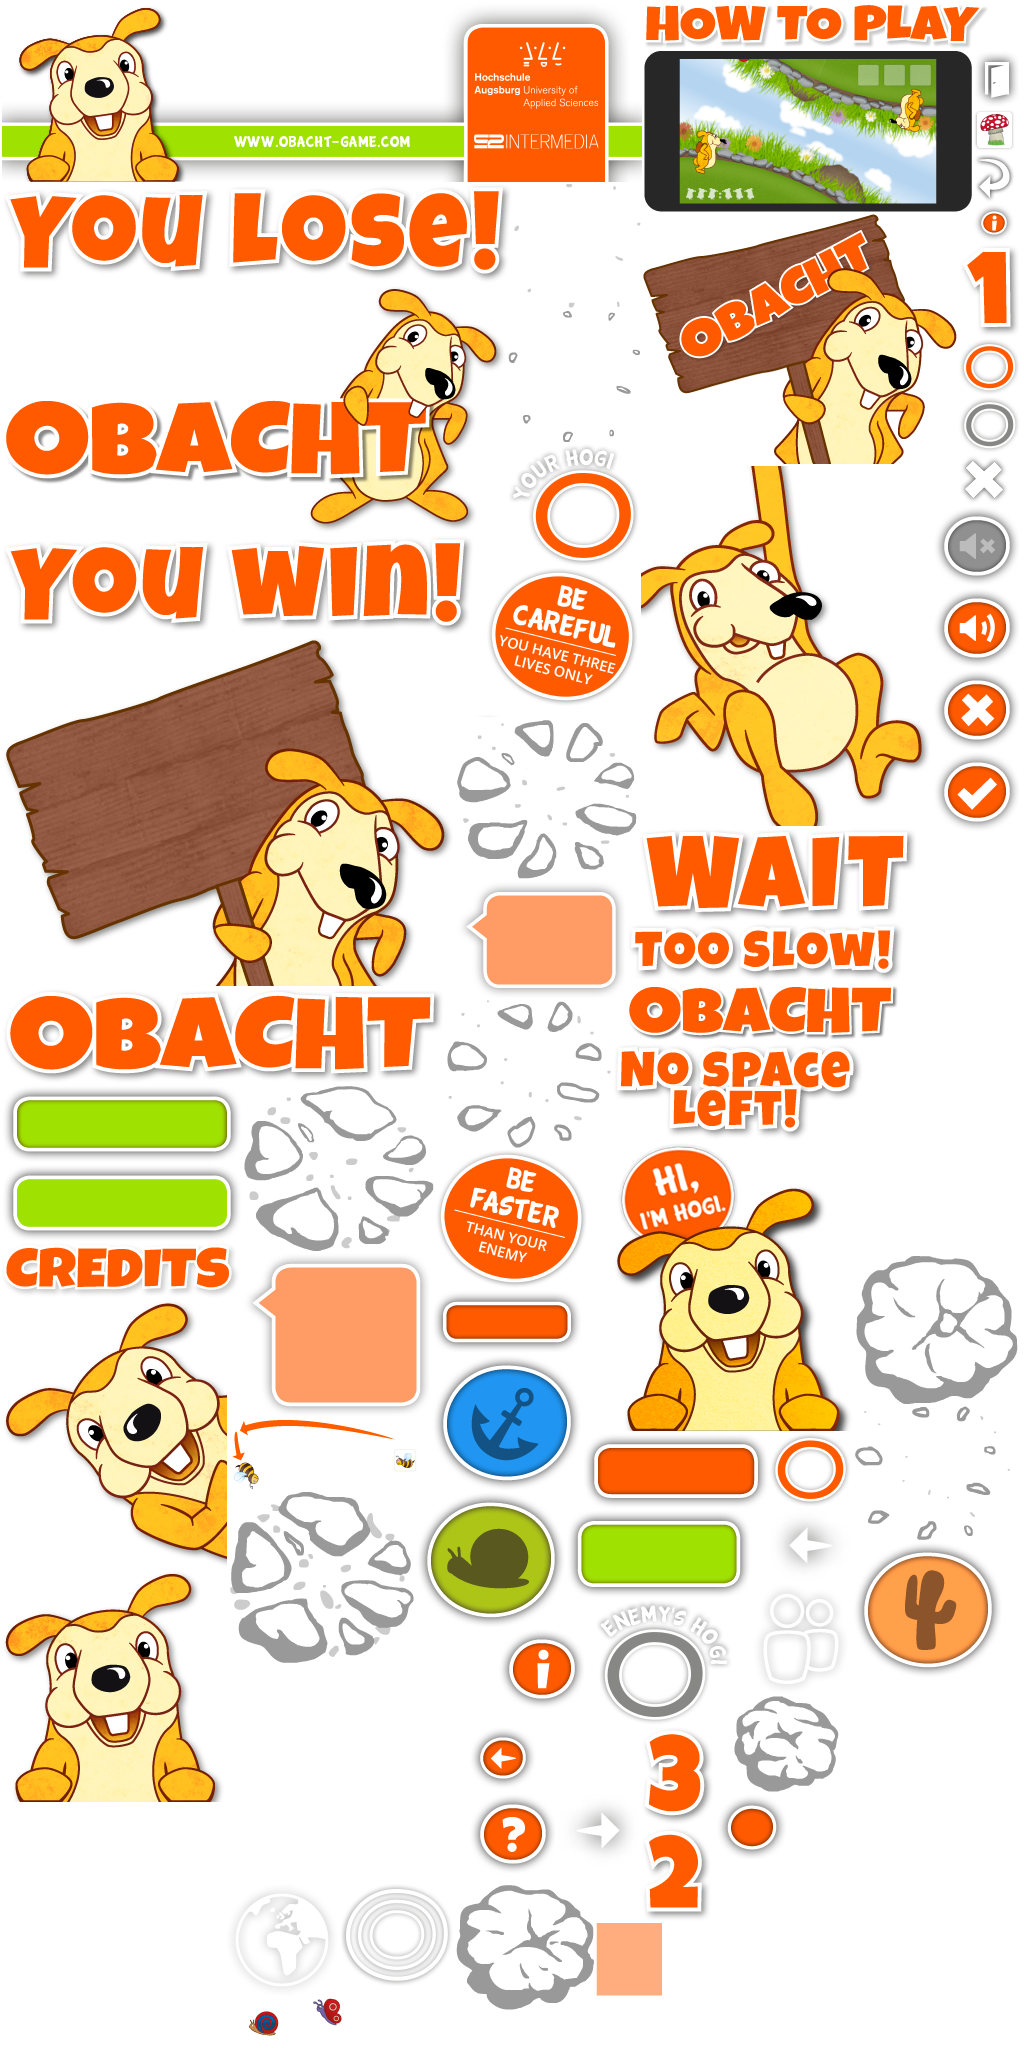 HOW TO PLAY
Hochschule
Augsburg University of
Applied Sciences
WWW.OBACHT-GAME.COM
INTERMEDIA
YOU LOSE!
OBACHT
1
OBACHT
YOUR HOGI
YOU WIN!
BE
CAREFUL
YOU HAVE THREE
LIVES ONLY
WAIT
TOO SLOW!
OBACHT
OBACHT
NO SPACE
LEFT!
BE
FASTER
THAN YOUR
ENEMY
HI,
I'M HOGI.
CREDITS
ENEMY'S HOGI
i
3
?
2